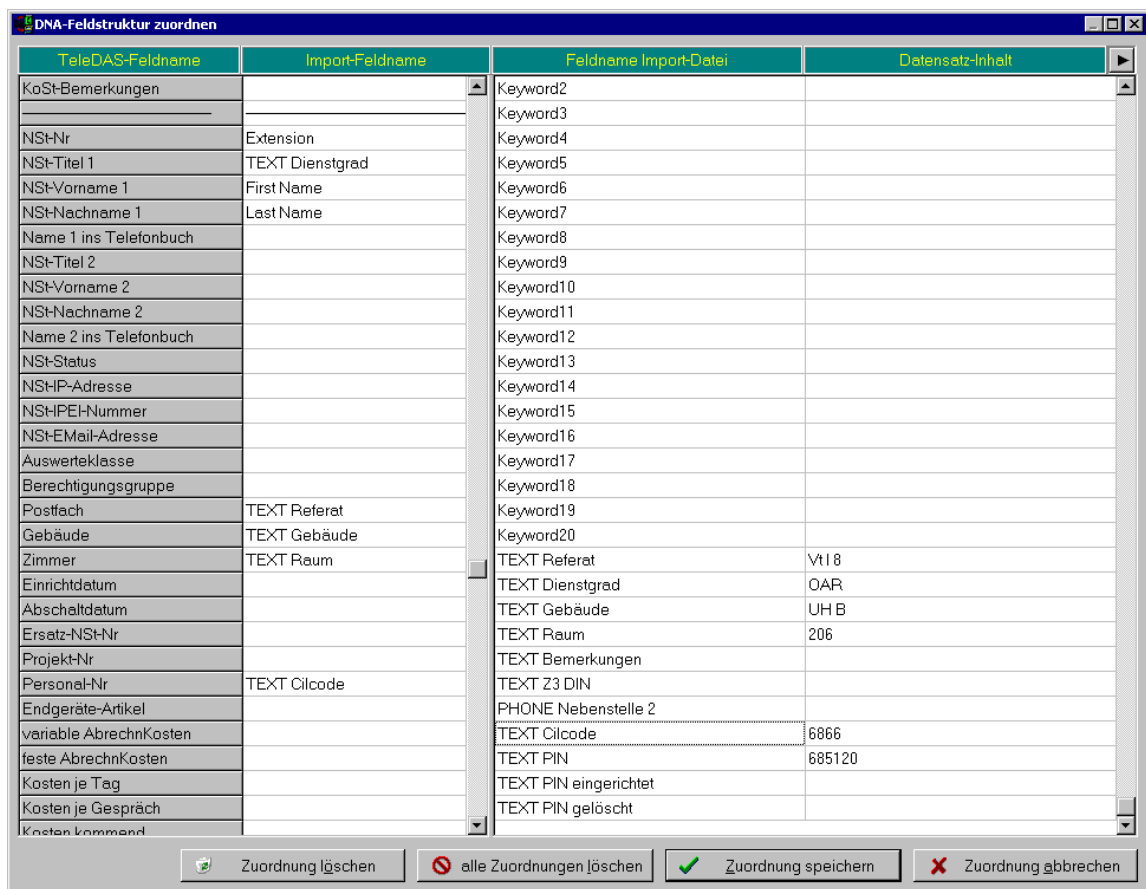 DNA-Feldstruktur zuordnen
TeleDAS-Feldname Import-Feldname Feldname Import-Datei Datensatz-Inhalt
KoSt-Bemerkungen Keyword2
Keyword3
NSt-Nr Extension Keyword4
NSt-Titel 1 TEXT Dienstgrad Keyword5
NSt-Vorname 1 First Name Keyword6
NSt-Nachname 1 Last Name Keyword7
Name 1 ins Telefonbuch Keyword8
NSt-Titel 2 Keyword9
NSt-Vorname 2 Keyword10
NSt-Nachname 2 Keyword11
Name 2 ins Telefonbuch Keyword12
NSt-Status Keyword13
NSt-IP-Adresse Keyword14
NSt-IPEI-Nummer Keyword15
NSt-EMail-Adresse Keyword16
Auswerteklasse Keyword17
Berechtigungsgruppe Keyword18
Postfach TEXT Referat Keyword19
Gebäude TEXT Gebäude Keyword20
Zimmer TEXT Raum TEXT Referat Vt I 8
Einrichtdatum TEXT Dienstgrad OAR
Abschaltdatum TEXT Gebäude UH B
Ersatz-NSt-Nr TEXT Raum 206
Projekt-Nr TEXT Bemerkungen
Personal-Nr TEXT Cilcode TEXT Z3 DIN
Endgeräte-Artikel PHONE Nebenstelle 2
variable AbrechnKosten TEXT Cilcode 6866
feste AbrechnKosten TEXT PIN 685120
Kosten je Tag TEXT PIN eingerichtet
Kosten je Gespräch TEXT PIN gelöscht
Kosten kommend
Zuordnung löschen alle Zuordnungen löschen Zuordnung speichern Zuordnung abbrechen